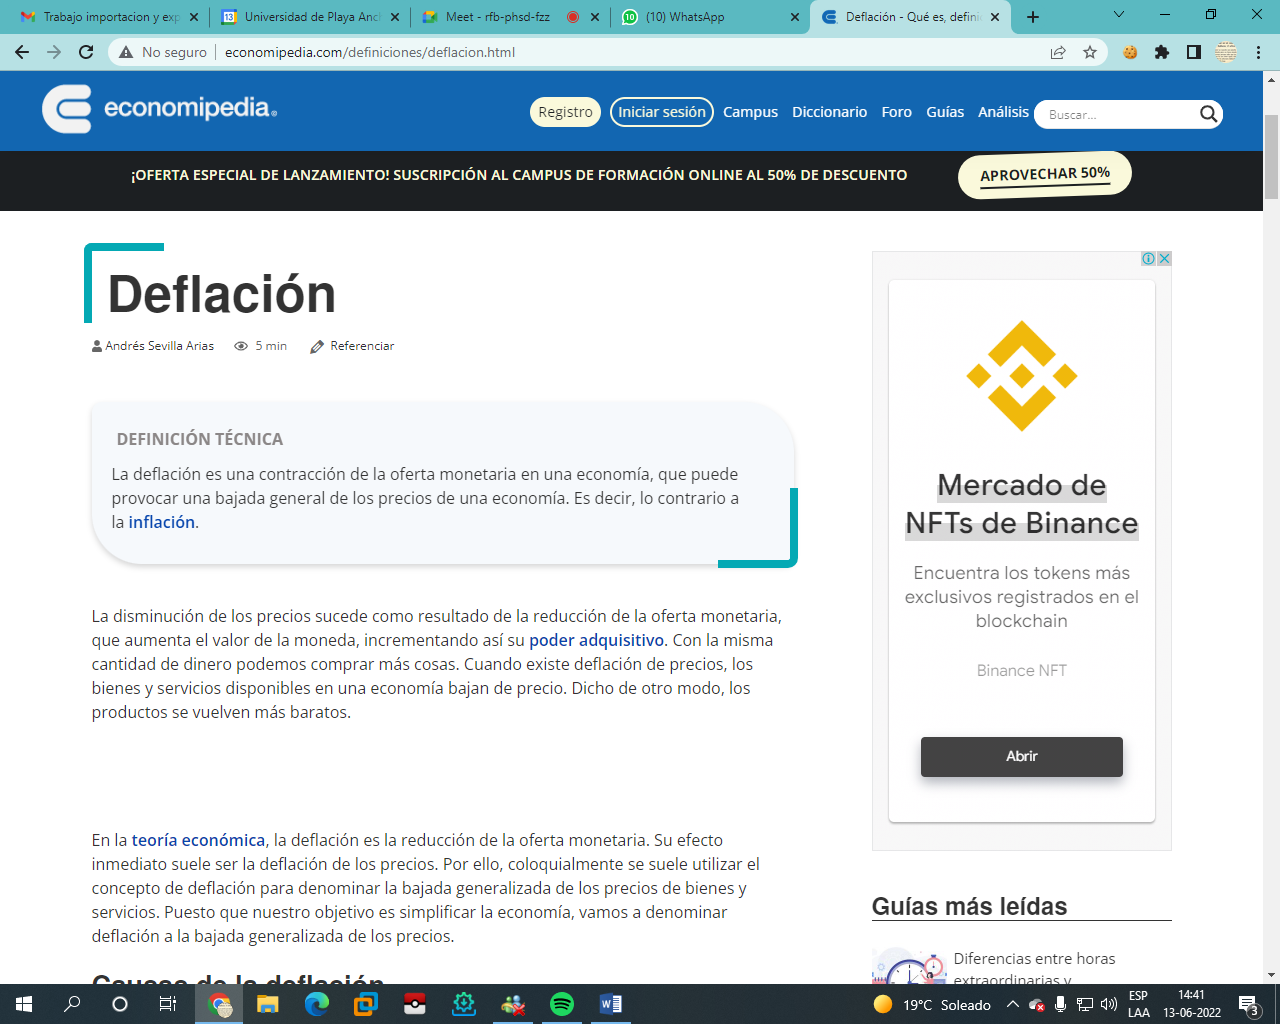 Trabajo importacion y exp
Universidad de Playa Anch
Meet - rfb-phsd-fzz
(10) WhatsApp
Deflación - Qué es, defini
No seguro
economipedia.com/definiciones/deflacion.html
economipedia®
Registro
Iniciar sesión
Campus
Diccionario
Foro
Guías
Análisis
Buscar...
¡OFERTA ESPECIAL DE LANZAMIENTO! SUSCRIPCIÓN AL CAMPUS DE FORMACIÓN ONLINE AL 50% DE DESCUENTO
APROVECHAR 50%
Deflación
Andrés Sevilla Arias
5 min
Referenciar
DEFINICIÓN TÉCNICA
La deflación es una contracción de la oferta monetaria en una economía, que puede
provocar una bajada general de los precios de una economía. Es decir, lo contrario a
la inflación.
La disminución de los precios sucede como resultado de la reducción de la oferta monetaria,
que aumenta el valor de la moneda, incrementando así su poder adquisitivo. Con la misma
cantidad de dinero podemos comprar más cosas. Cuando existe deflación de precios, los
bienes y servicios disponibles en una economía bajan de precio. Dicho de otro modo, los
productos se vuelven más baratos.
En la teoría económica, la deflación es la reducción de la oferta monetaria. Su efecto
inmediato suele ser la deflación de los precios. Por ello, coloquialmente se suele utilizar el
concepto de deflación para denominar la bajada generalizada de los precios de bienes y
servicios. Puesto que nuestro objetivo es simplificar la economía, vamos a denominar
deflación a la bajada generalizada de los precios.
Causas de la deflación
Mercado de
NFTs de Binance
Encuentra los tokens más
exclusivos registrados en el
blockchain
Binance NFT
Abrir
Guías más leídas
Diferencias entre horas
extraordinarias y
19°C Soleado
ESP
LAA
14:41
13-06-2022
3